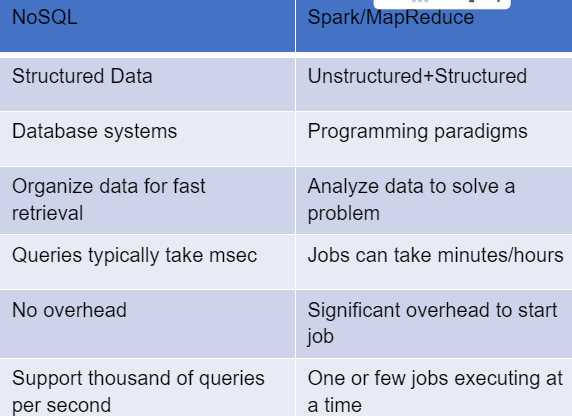 NoSQL
Spark/MapReduce
Structured Data
Unstructured+Structured
Database systems
Programming paradigms
Organize data for fast
retrieval
Analyze data to solve a
problem
Queries typically take msec
Jobs can take minutes/hours
No overhead
Significant overhead to start
job
Support thousand of queries
per second
One or few jobs executing at
a time